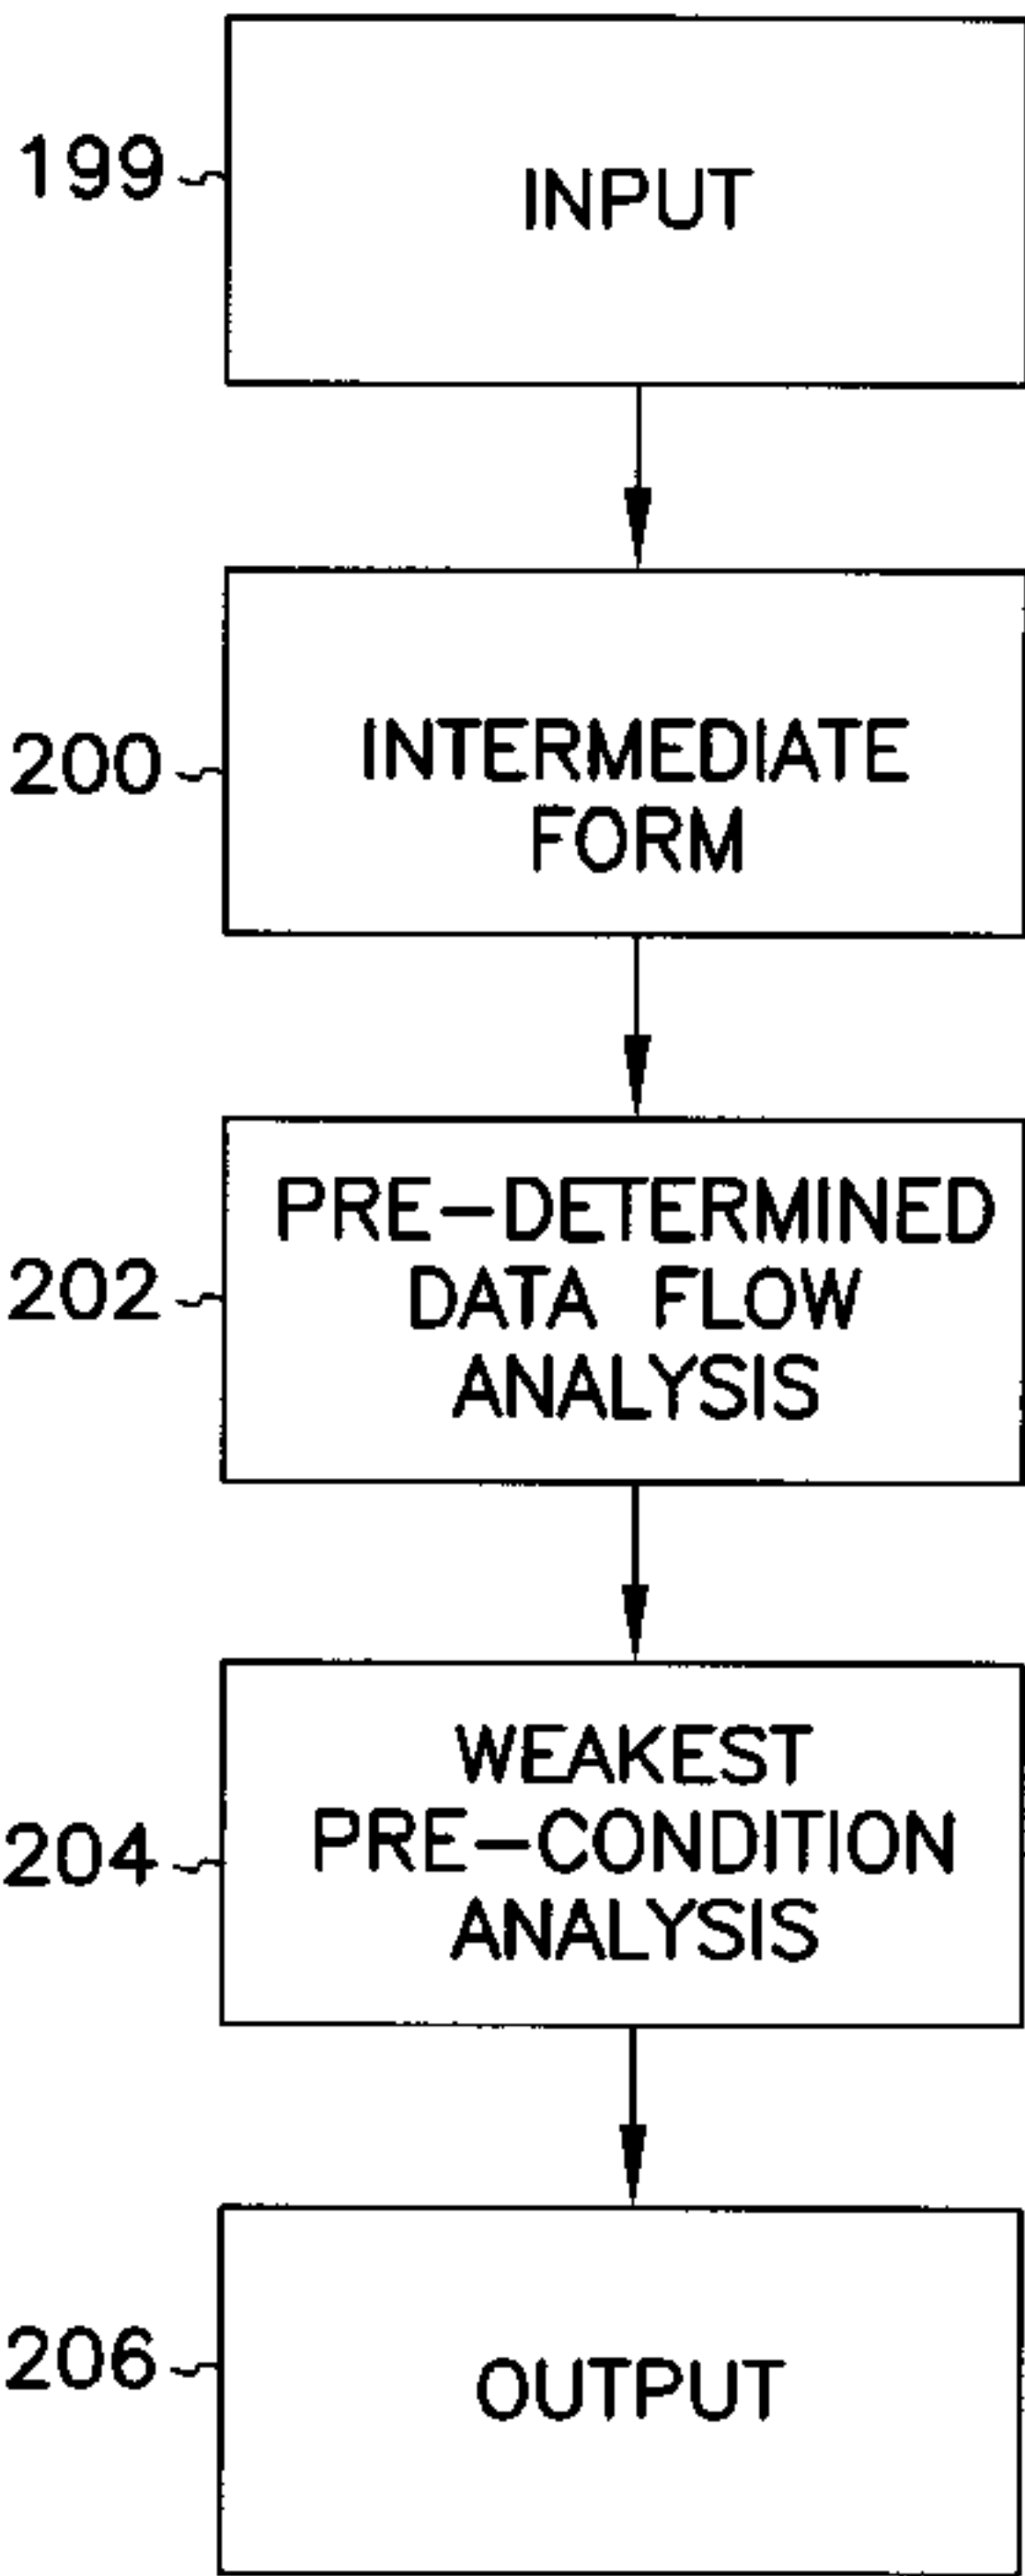 199
INPUT
200
INTERMEDIATE
FORM
202
PRE-DETERMINED
DATA FLOW
ANALYSIS
204
WEAKEST
PRE-CONDITION
ANALYSIS
206
OUTPUT